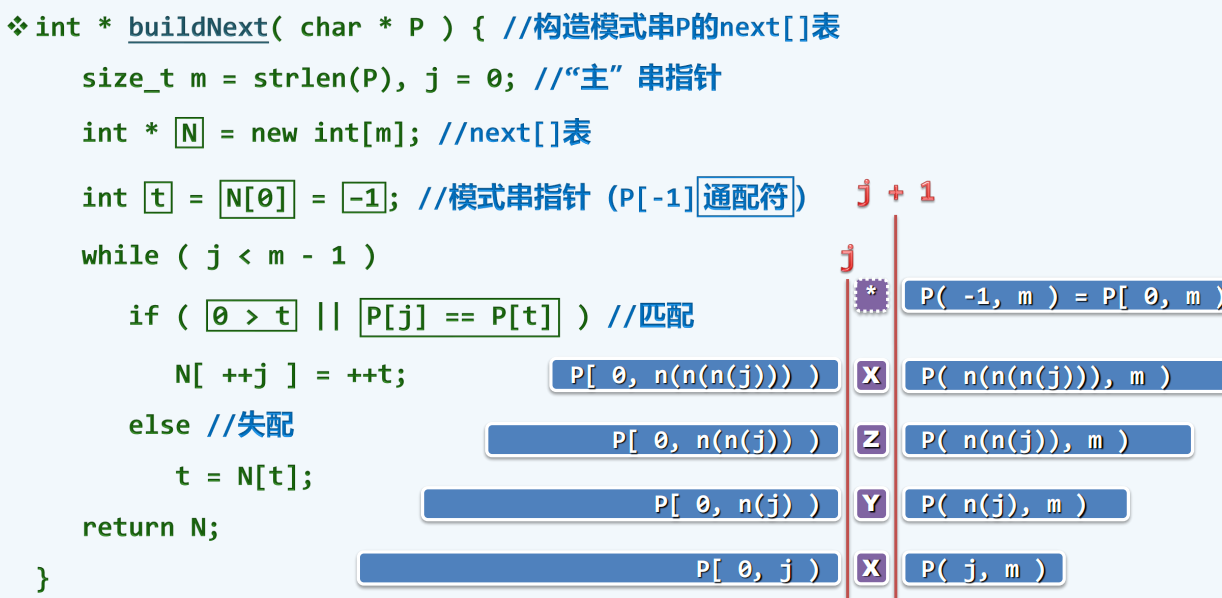 ❖ int * buildNext( char * P ) { //构造模式串P的next[]表
size_t m = strlen(P), j = 0; //“主” 串指针
int * N = new int[m]; //next[]表
int t = N[0] = -1; //模式串指针 (P[-1]通配符)
j + 1
while ( j < m - 1 )
j
* P( -1, m ) = P[ 0, m )
if ( 0 > t || P[j] == P[t] ) //匹配
N[ ++j ] = ++t;
P[ 0, n(n(n(j))) ) X P( n(n(n(j))), m )
else //失配
P[ 0, n(n(j)) ) Z P( n(n(j)), m )
t = N[t];
P[ 0, n(j) ) Y P( n(j), m )
return N;
P[ 0, j ) X P( j, m )
}